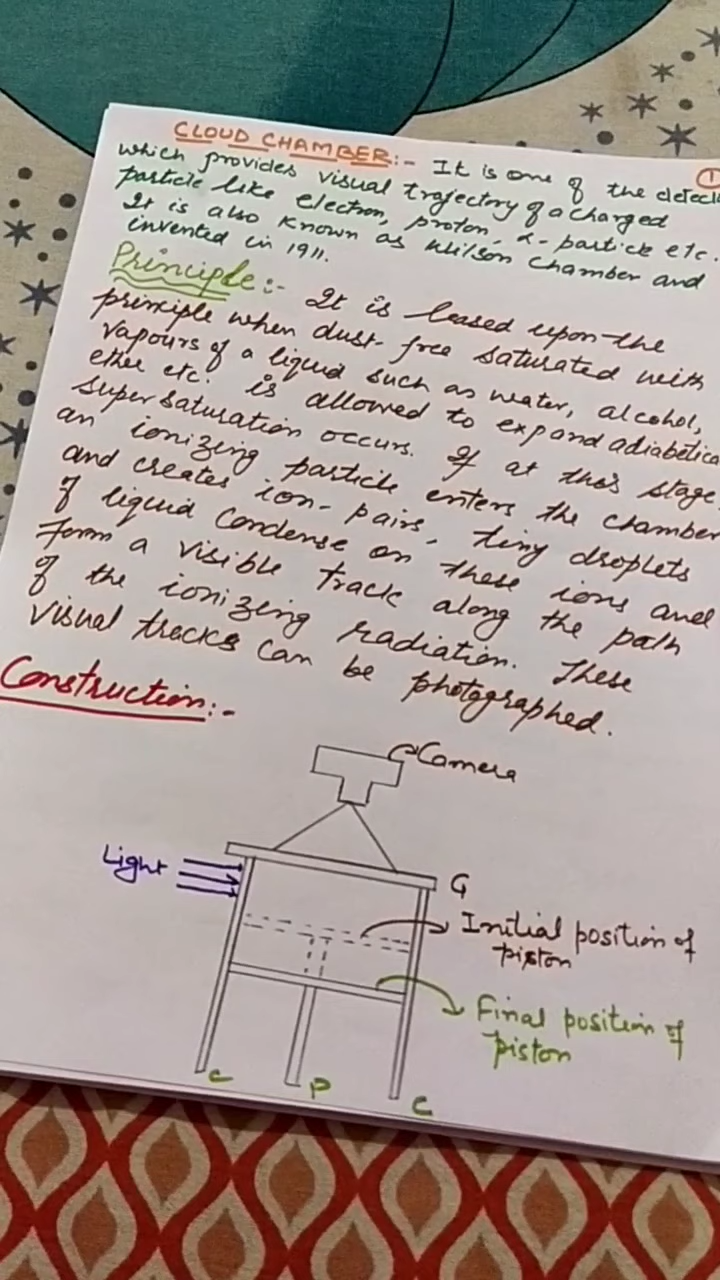 CLOUD CHAMBER:- It is one of the detec
which provides visual trajectory of a charged
particle like electron, proton, α-particle etc.
It is also known as Wilson chamber and
invented in 1911.
Principle:- It is based upon the
principle when dust-free saturated with
vapours of a liquid such as water, alcohol,
ether etc. is allowed to expand adiabetica
supersaturation occurs. If at this stage
an ionizing particle enters the chamber
and creates ion-pairs, tiny droplets
of liquid condense on these ions and
form a visible track along the path
of the ionizing radiation. These
visual tracks can be photographed.
Construction:-
Camera
Light
G
Initial position of
piston
Final position of
piston
C
P
C
1